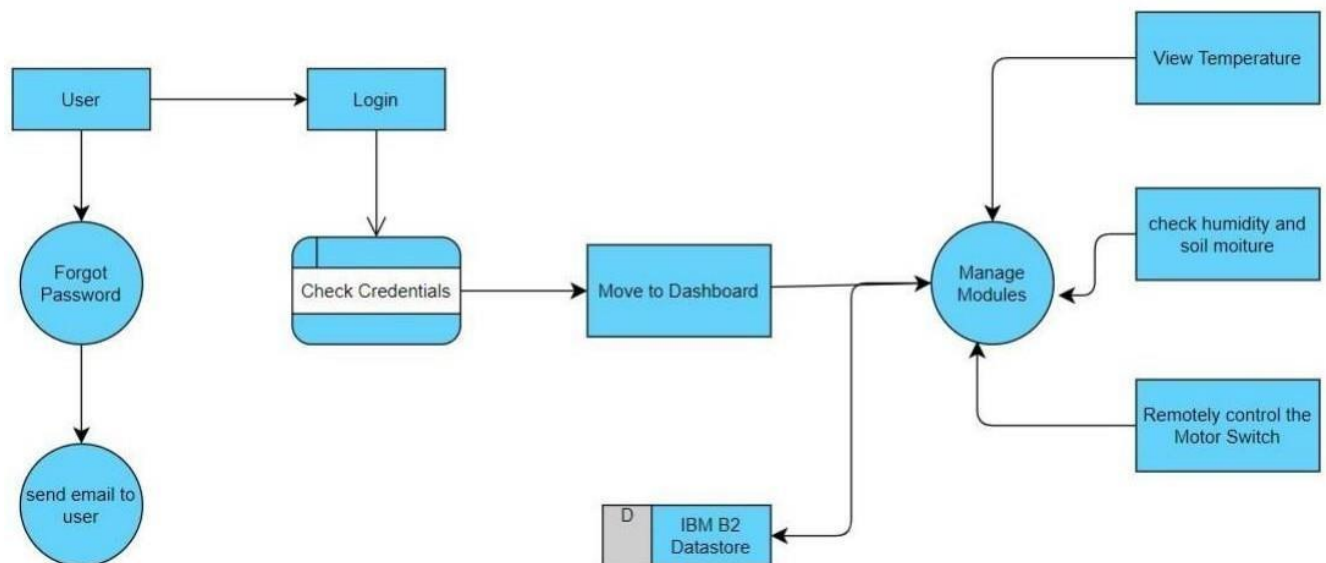 View Temperature
User
Login
check humidity and
soil moiture
Forgot
Password
Check Credentials
Move to Dashboard
Manage
Modules
Remotely control the
Motor Switch
send email to
user
D
IBM B2
Datastore